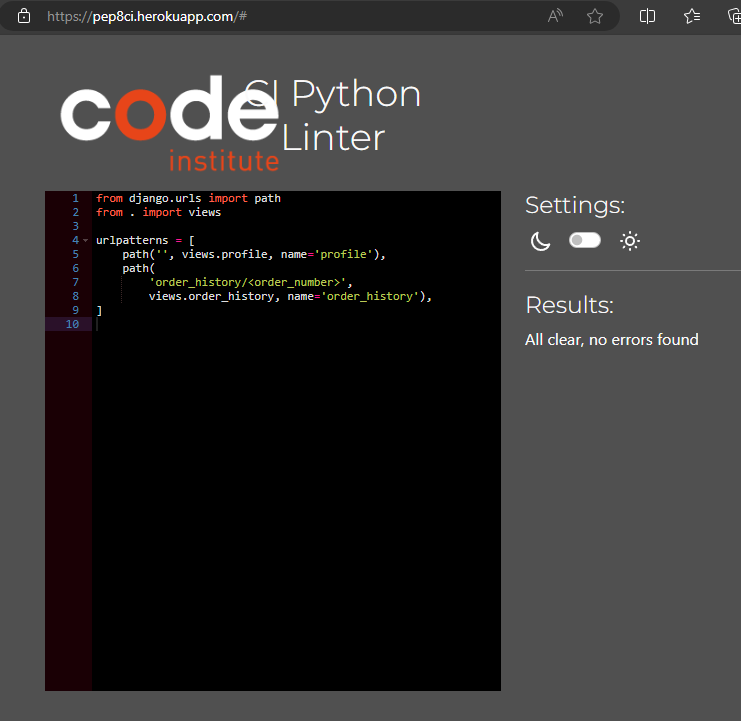 https://pep8ci.herokuapp.com/#
code
institute
CI Python
Linter
1 from django.urls import path
2 from . import views
3
4 urlpatterns = [
5     path('', views.profile, name='profile'),
6     path(
7         'order_history/<order_number>',
8         views.order_history, name='order_history'),
9 ]
10
Settings:
Results:
All clear, no errors found